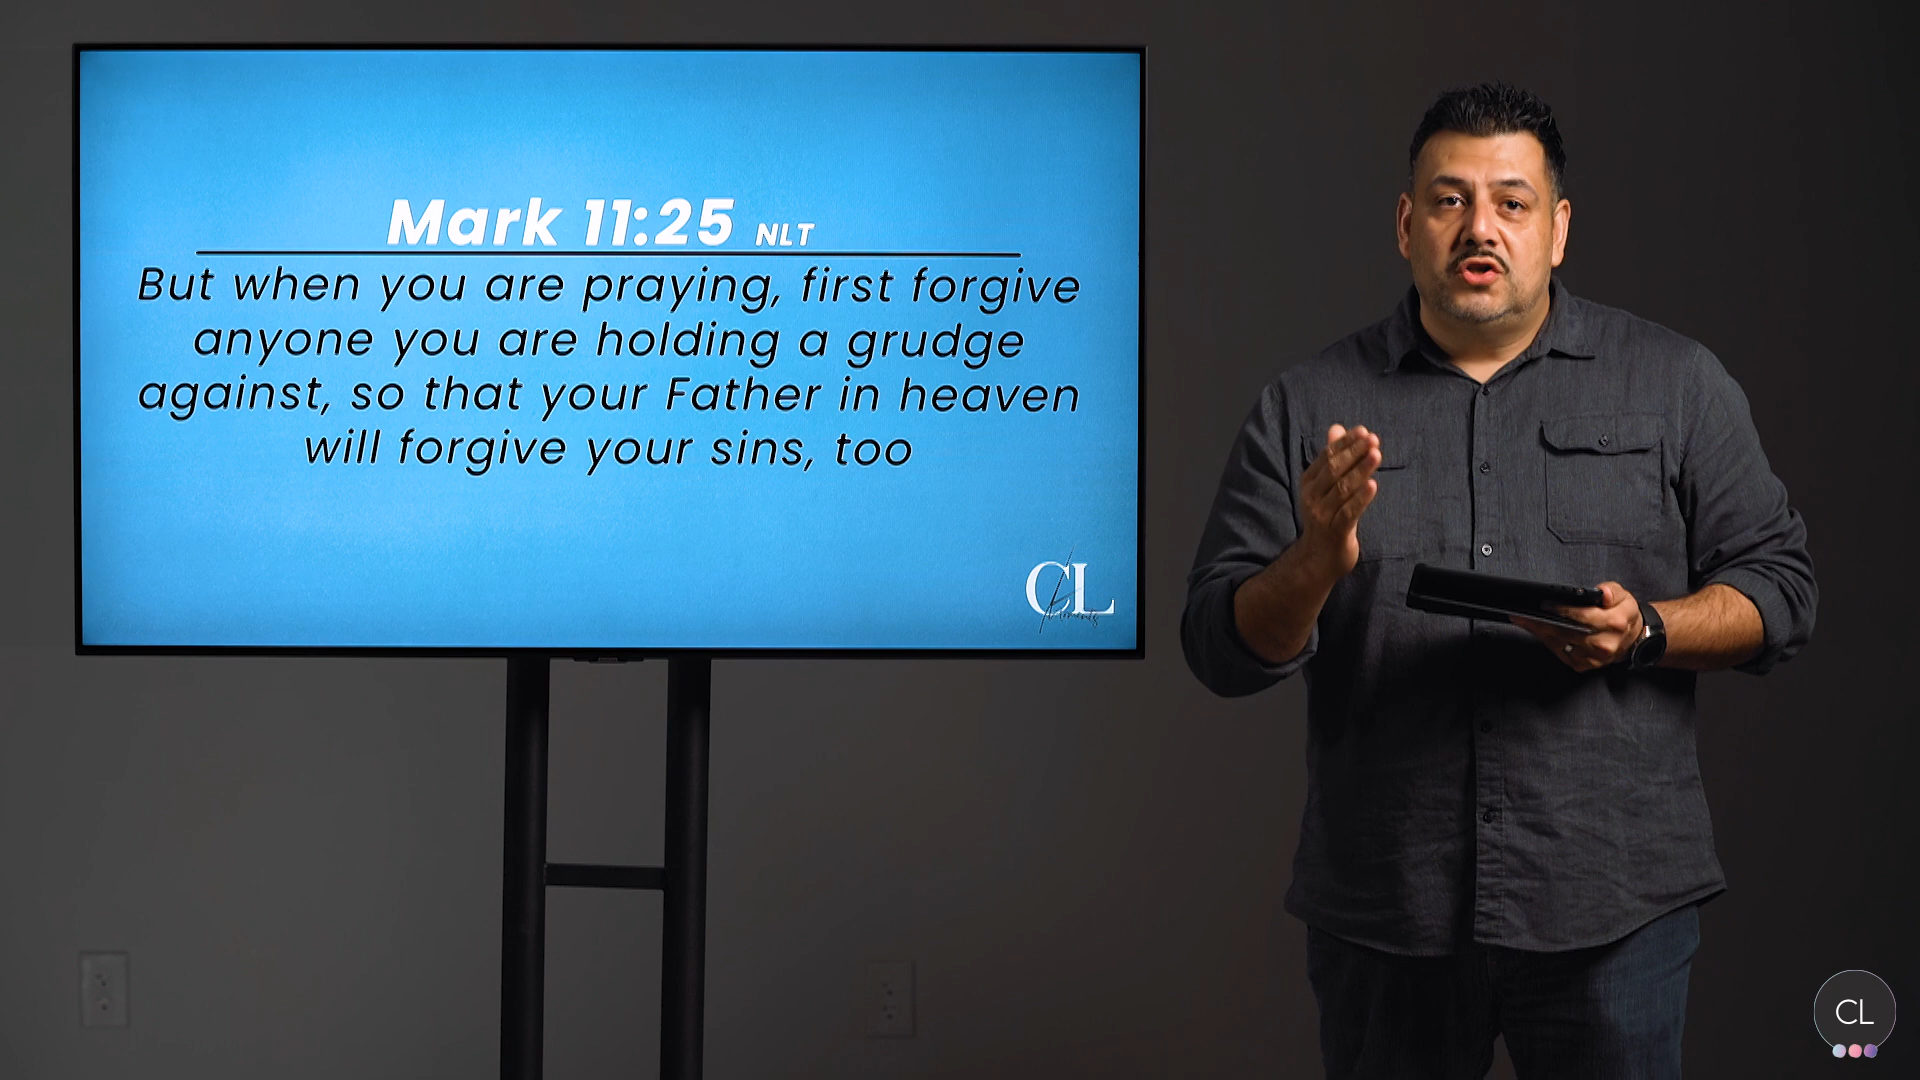 Mark 11:25 NLT
But when you are praying, first forgive
anyone you are holding a grudge
against, so that your Father in heaven
will forgive your sins, too
CL
CL